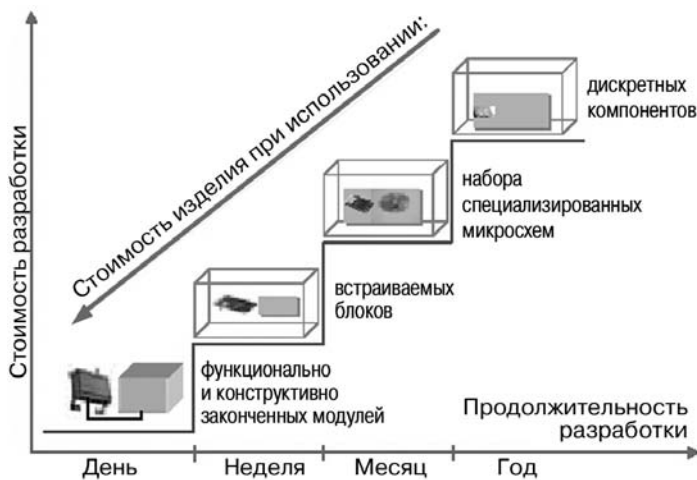 Стоимость разработки
Стоимость изделия при использовании:
дискретных
компонентов
набора
специализированных
микросхем
встраиваемых
блоков
функционально
и конструктивно
законченных модулей
Продолжительность
разработки
День
Неделя
Месяц
Год